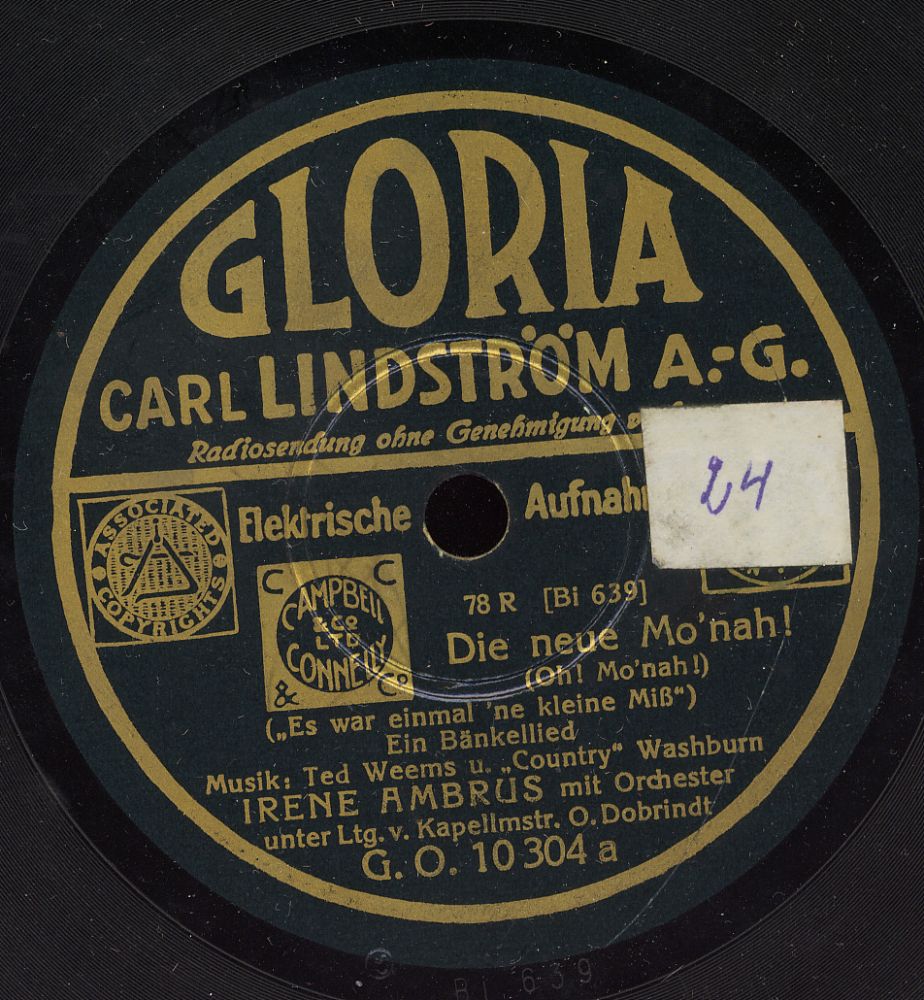 GLORIA
CARL LINDSTRÖM A.=G.
Radiosendung ohne Genehmigung
Elektrische
24
ASSOCIATED COPYRIGHTS
C C
CAMPBELL
& CO
LTD
CONNELLY
& Co
78 R [Bi 639]
Die neue Mo'nah!
(Oh! Mo'nah!)
(„Es war einmal 'ne kleine Miß“)
Ein Bänkellied
Musik: Ted Weems u. „Country“ Washburn
IRENE AMBRUS mit Orchester
unter Ltg. v. Kapellmstr. O. Dobrindt
G. O. 10 304 a
BI 639